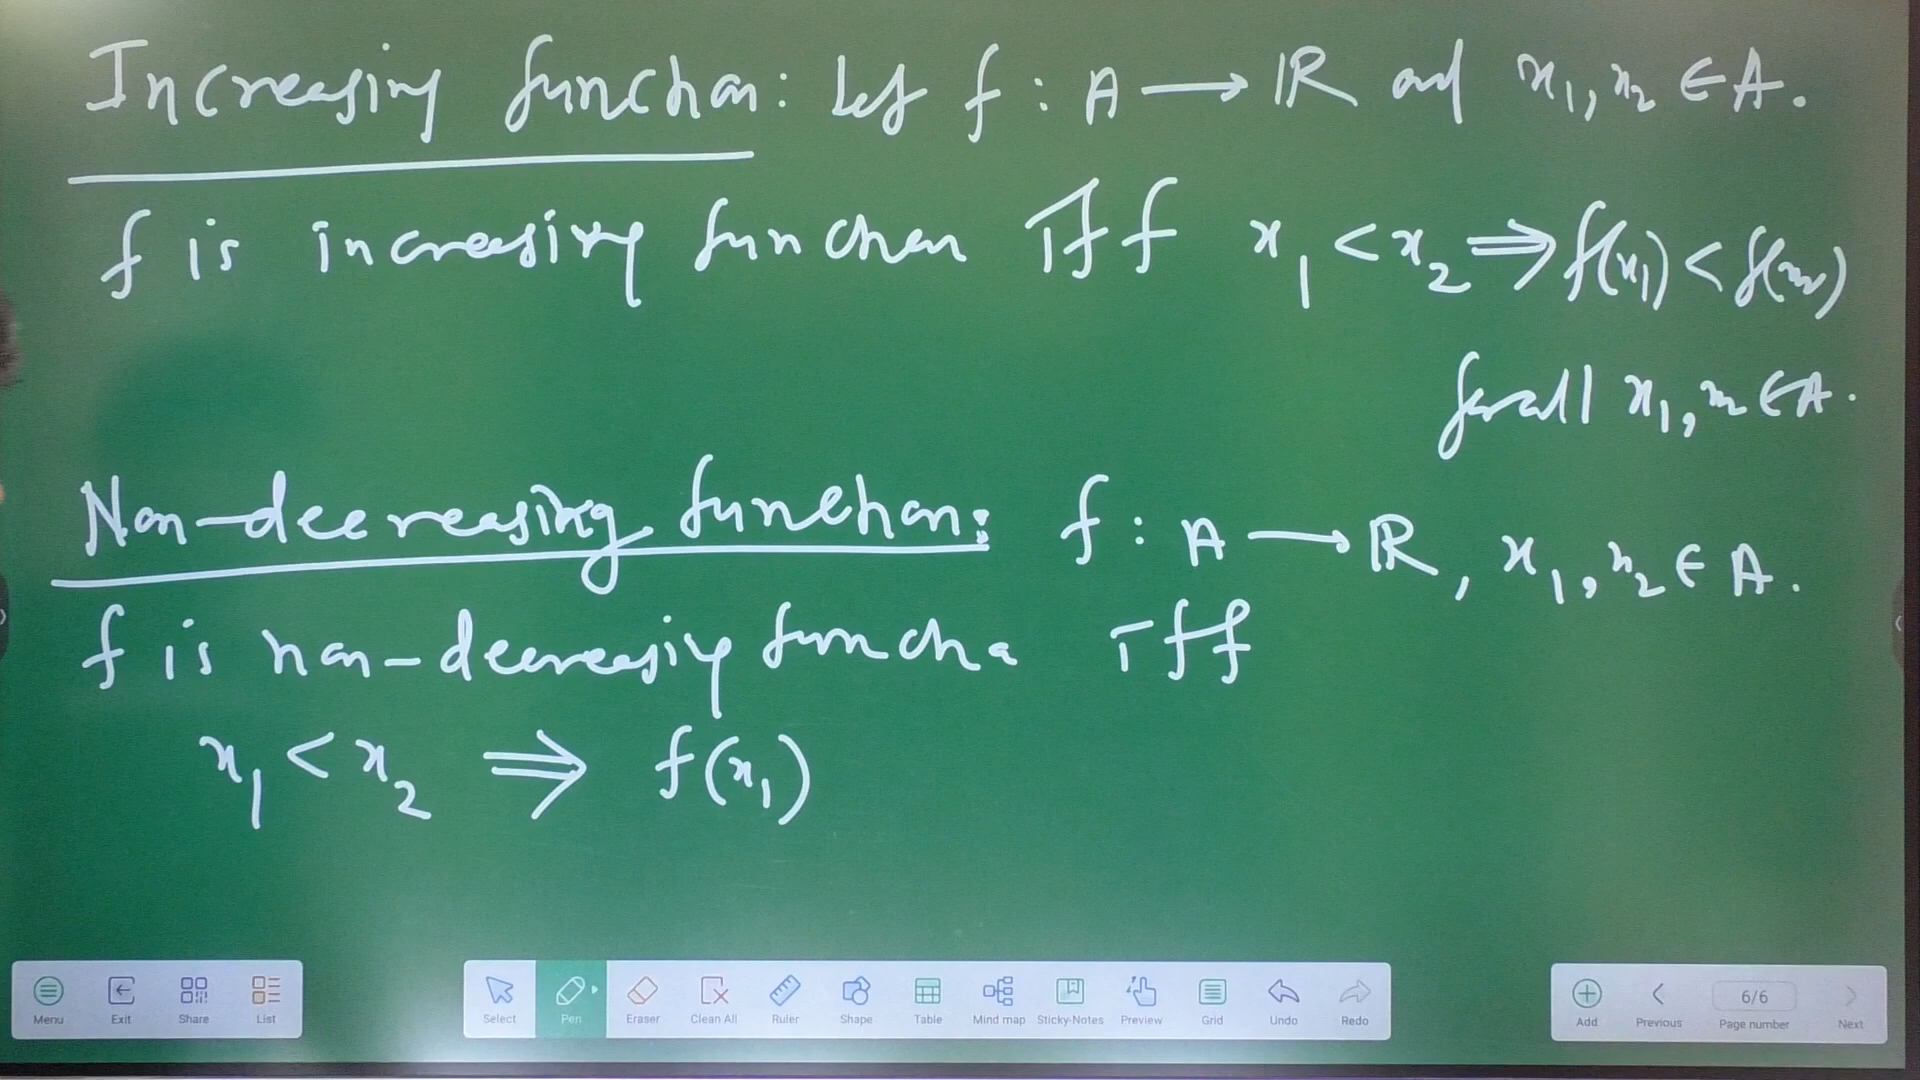 Increasing function: Let f : A → ℝ and x₁, x₂ ∈ A.
f is increasing function iff x₁ < x₂ ⇒ f(x₁) < f(x₂)
for all x₁, x₂ ∈ A.
Non-decreasing function: f : A → ℝ, x₁, x₂ ∈ A.
f is non-decreasing function iff
x₁ < x₂ ⇒ f(x₁)
Menu Exit Share List Select Pen Eraser Clean All Ruler Shape Table Mind map Sticky-Notes Preview Grid Undo Redo Add Previous 6/6 Page number Next